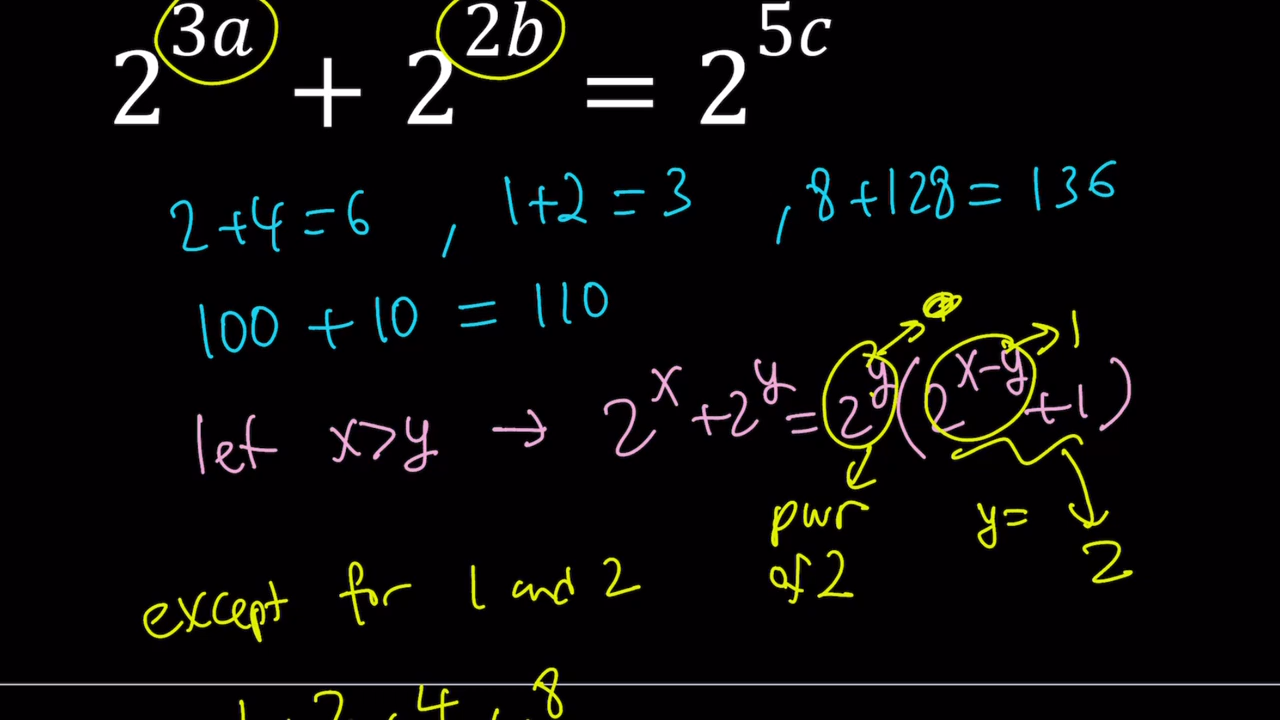 2^{3a} + 2^{2b} = 2^{5c}
2+4=6 , 1+2=3 , 8+128=136
100 + 10 = 110
let x>y → 2^x+2^y=2^y(2^{x-y}+1)
1
pwr
of 2
y=
2
except for 1 and 2